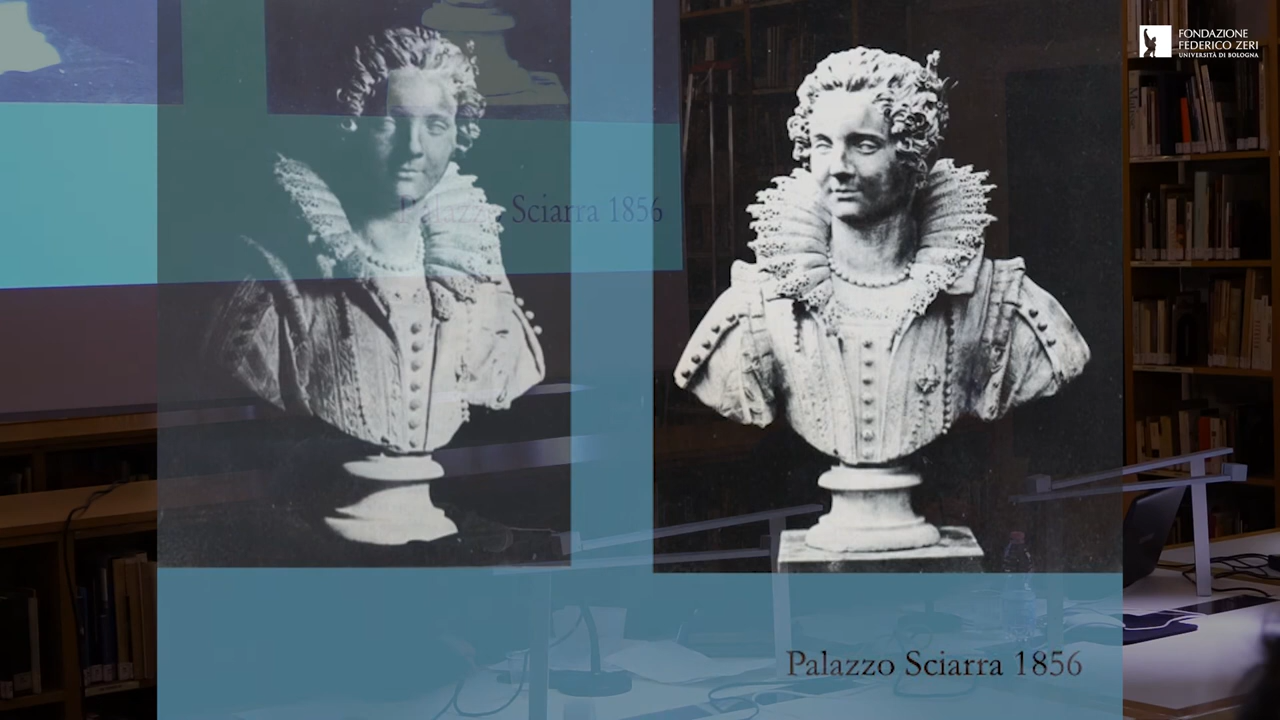 FONDAZIONE
FEDERICO ZERI
UNIVERSITÀ DI BOLOGNA
Palazzo Sciarra 1856
Palazzo Sciarra 1856